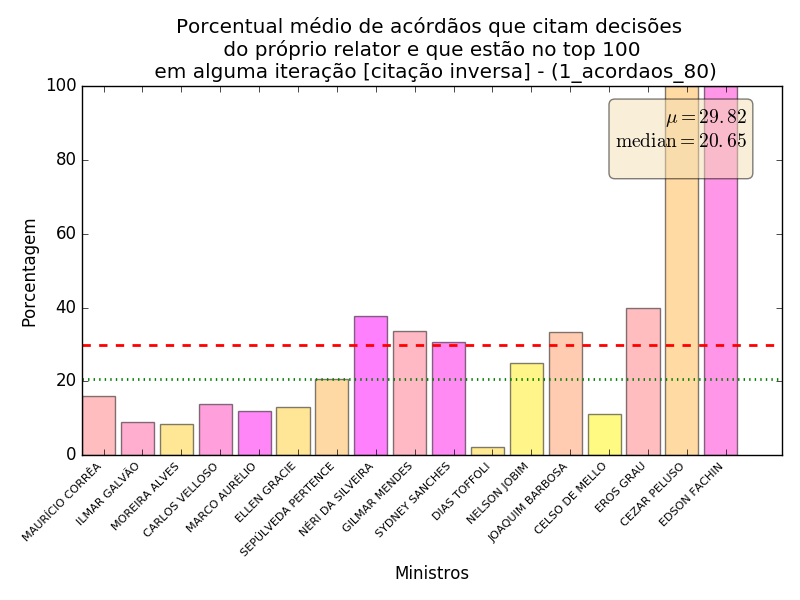 Porcentual médio de acórdãos que citam decisões
do próprio relator e que estão no top 100
em alguma iteração [citação inversa] - (1_acordaos_80)
100
80
60
40
20
0
Porcentagem
μ = 29.82
median = 20.65
MAURÍCIO CORRÊA
ILMAR GALVÃO
MOREIRA ALVES
CARLOS VELLOSO
MARCO AURÉLIO
ELLEN GRACIE
SEPÚLVEDA PERTENCE
NÉRI DA SILVEIRA
GILMAR MENDES
SYDNEY SANCHES
DIAS TOFFOLI
NELSON JOBIM
JOAQUIM BARBOSA
CELSO DE MELLO
EROS GRAU
CEZAR PELUSO
EDSON FACHIN
Ministros